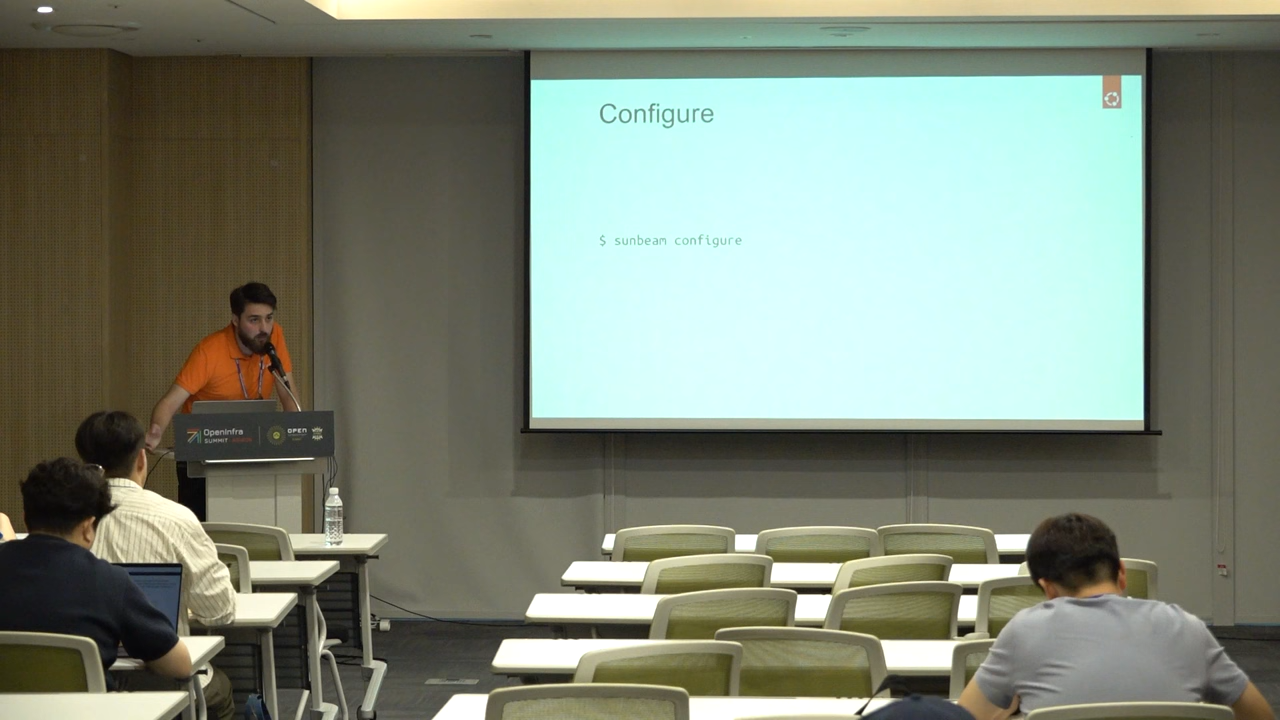 Configure
$ sunbeam configure
OpenInfra
SUMMIT
OPEN